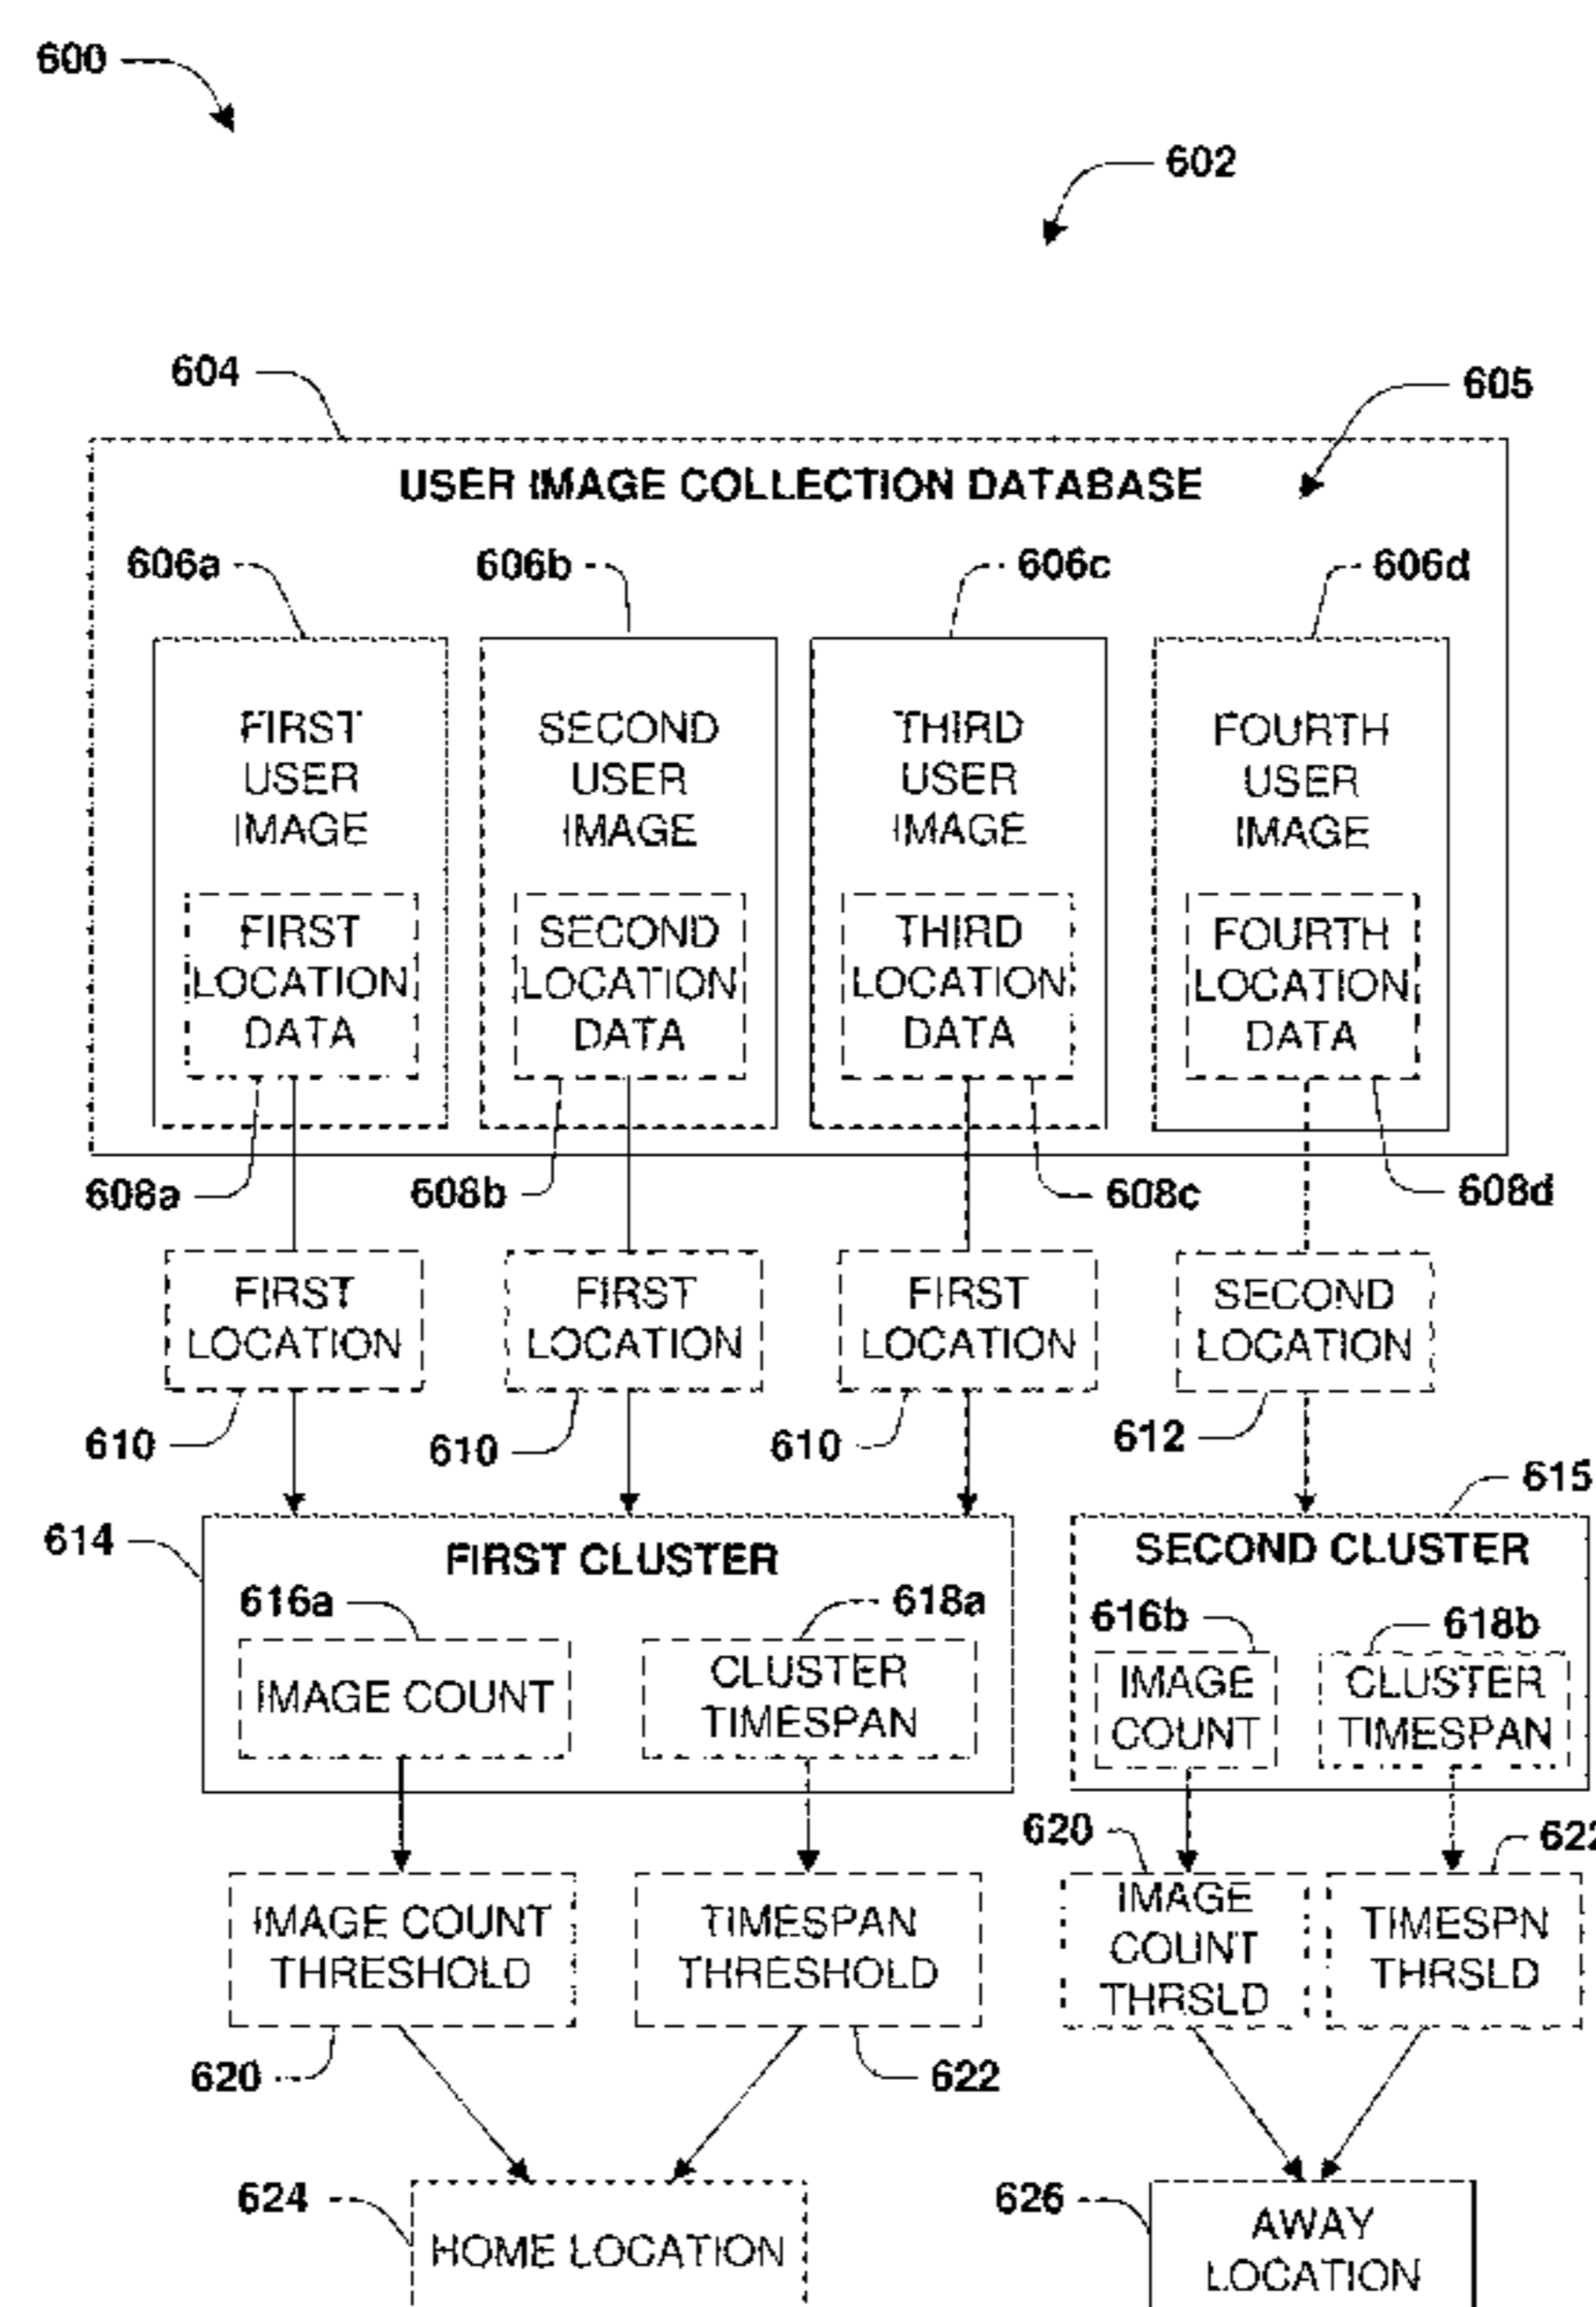 600
602
604
605
USER IMAGE COLLECTION DATABASE
606a
606b
606c
606d
FIRST
USER
IMAGE
SECOND
USER
IMAGE
THIRD
USER
IMAGE
FOURTH
USER
IMAGE
FIRST
LOCATION
DATA
SECOND
LOCATION
DATA
THIRD
LOCATION
DATA
FOURTH
LOCATION
DATA
608a
608b
608c
608d
FIRST
LOCATION
FIRST
LOCATION
FIRST
LOCATION
SECOND
LOCATION
610
610
610
612
614
615
FIRST CLUSTER
SECOND CLUSTER
616a
618a
616b
618b
IMAGE COUNT
CLUSTER
TIMESPAN
IMAGE
COUNT
CLUSTER
TIMESPAN
620
622
IMAGE COUNT
THRESHOLD
TIMESPAN
THRESHOLD
IMAGE
COUNT
THRSLD
TIMESPN
THRSLD
620
622
624
HOME LOCATION
626
AWAY
LOCATION